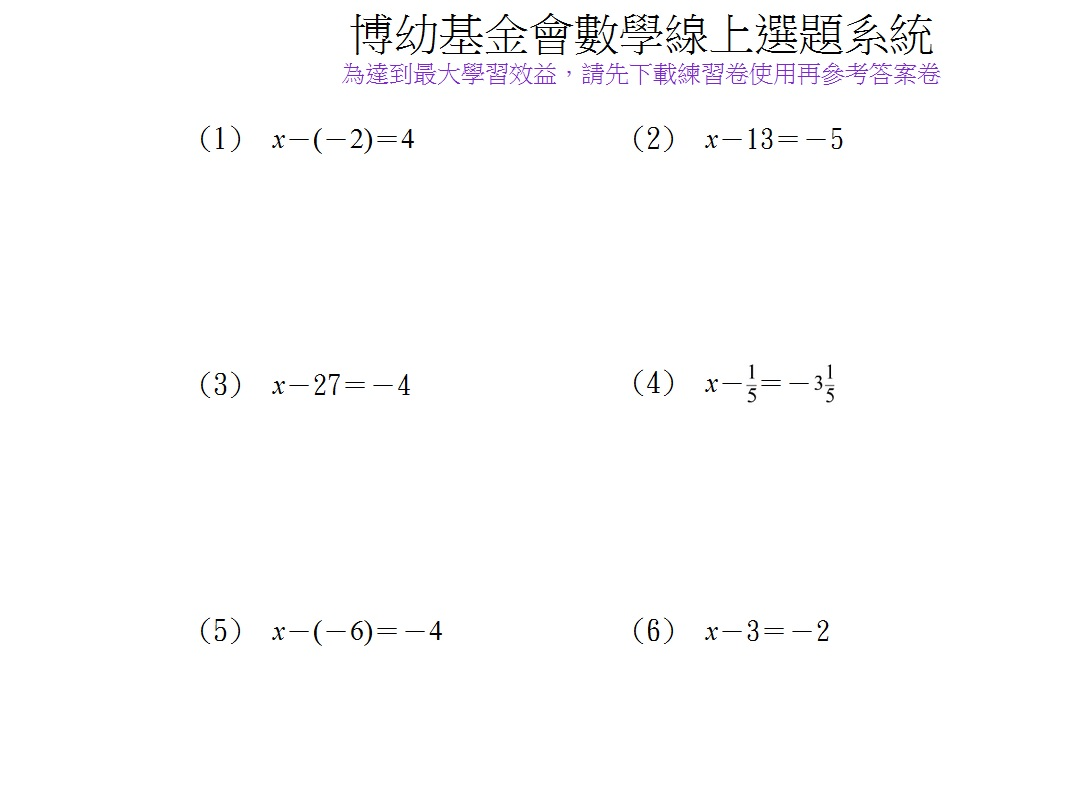 博幼基金會數學線上選題系統
為達到最大學習效益，請先下載練習卷使用再參考答案卷
（1） x－(－2)＝4 （2） x－13＝－5
（3） x－27＝－4 （4） x－1/5＝－3 1/5
（5） x－(－6)＝－4 （6） x－3＝－2